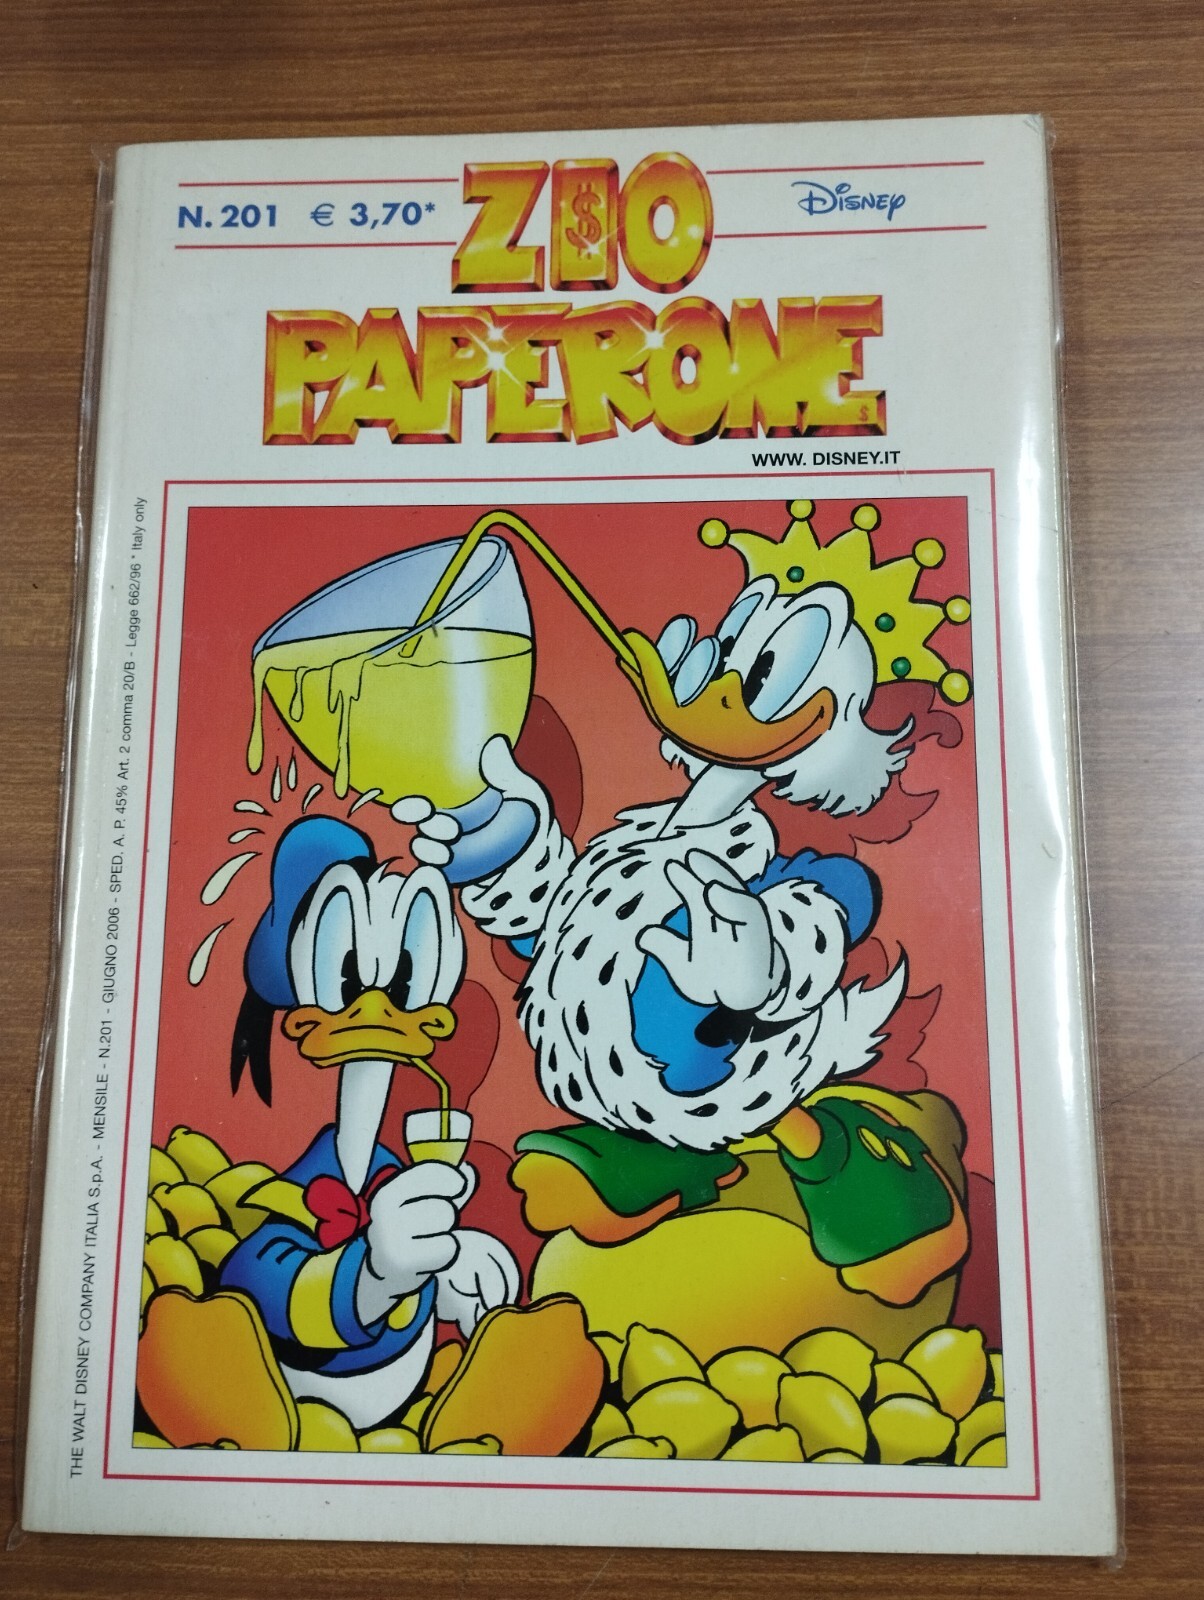 N. 201 € 3,70*
ZIO
Disney
PAPERONE
WWW. DISNEY.IT
THE WALT DISNEY COMPANY ITALIA S.p.A. - MENSILE - N.201 - GIUGNO 2006 - SPED. A. P. 45% Art. 2 comma 20/B - Legge 662/96 * Italy only